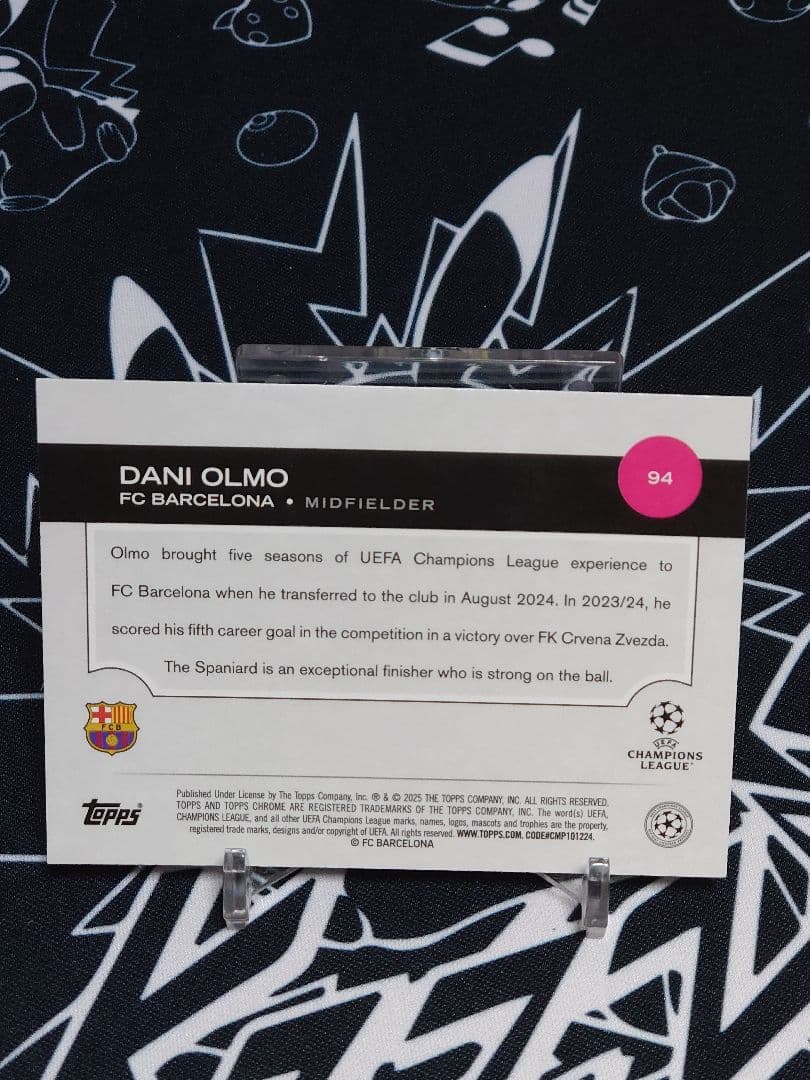 DANI OLMO
FC BARCELONA • MIDFIELDER
94
Olmo brought five seasons of UEFA Champions League experience to
FC Barcelona when he transferred to the club in August 2024. In 2023/24, he
scored his fifth career goal in the competition in a victory over FK Crvena Zvezda.
The Spaniard is an exceptional finisher who is strong on the ball.
FCB
UEFA
CHAMPIONS
LEAGUE
Topps®
Published Under License by The Topps Company, Inc. ® & © 2025 THE TOPPS COMPANY, INC. ALL RIGHTS RESERVED.
TOPPS AND TOPPS CHROME ARE REGISTERED TRADEMARKS OF THE TOPPS COMPANY, INC. The word(s) UEFA,
CHAMPIONS LEAGUE, and all other UEFA Champions League marks, names, logos, mascots and trophies are the property,
registered trade marks, designs and/or copyright of UEFA. All rights reserved. WWW.TOPPS.COM. CODE#CMP101224.
© FC BARCELONA